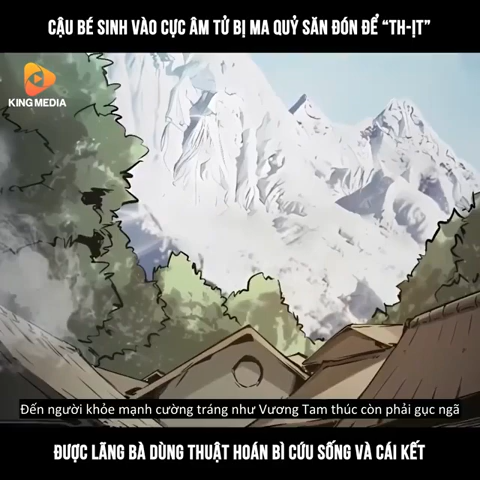 CẬU BÉ SINH VÀO CỰC ÂM TỬ BỊ MA QUỶ SĂN ĐÓN ĐỂ “TH-ỊT”
KING MEDIA
Đến người khỏe mạnh cường tráng như Vương Tam thúc còn phải gục ngã
ĐƯỢC LÃNG BÀ DÙNG THUẬT HOÁN BÌ CỨU SỐNG VÀ CÁI KẾT